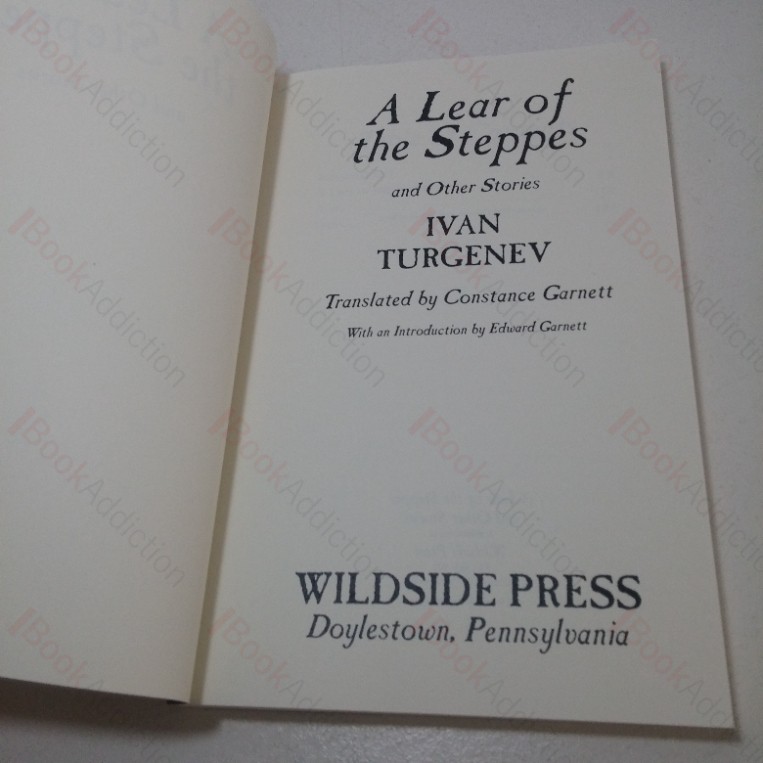 A Lear of
the Steppes
and Other Stories
IVAN
TURGENEV
Translated by Constance Garnett
With an Introduction by Edward Garnett
WILDSIDE PRESS
Doylestown, Pennsylvania
BookAddiction